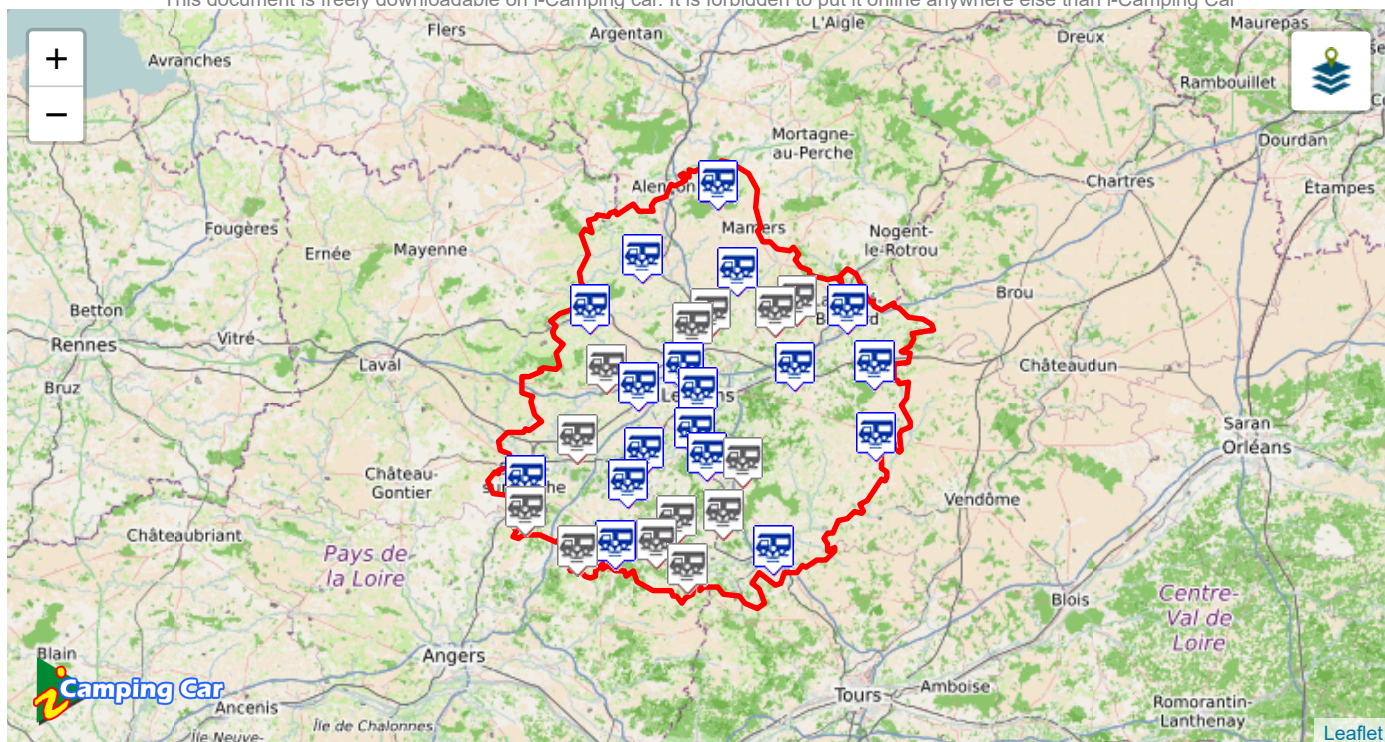 This document is freely downloadable on i-Camping car. It is forbidden to put it online anywhere else than i-Camping Car
Flers
Argentan
L'Aigle
Dreux
Maurepas
Avranches
Rambouillet
+
−
Mortagne-
au-Perche
Dourdan
Alençon
Chartres
Étampes
Fougères
Ernée
Mayenne
Mamers
Nogent-
le-Rotrou
Betton
Brou
Rennes
Vitré
Laval
Châteaudun
Bruz
Saran
Orléans
Château-
Gontier
Vendôme
Châteaubriant
Pays de
la Loire
Blois
Centre-
Val de
Loire
Blain
Angers
Camping Car
Tours
Amboise
Ancenis
Île de Chalonnes
Romorantin-
Lanthenay
Île Neuve-
Leaflet